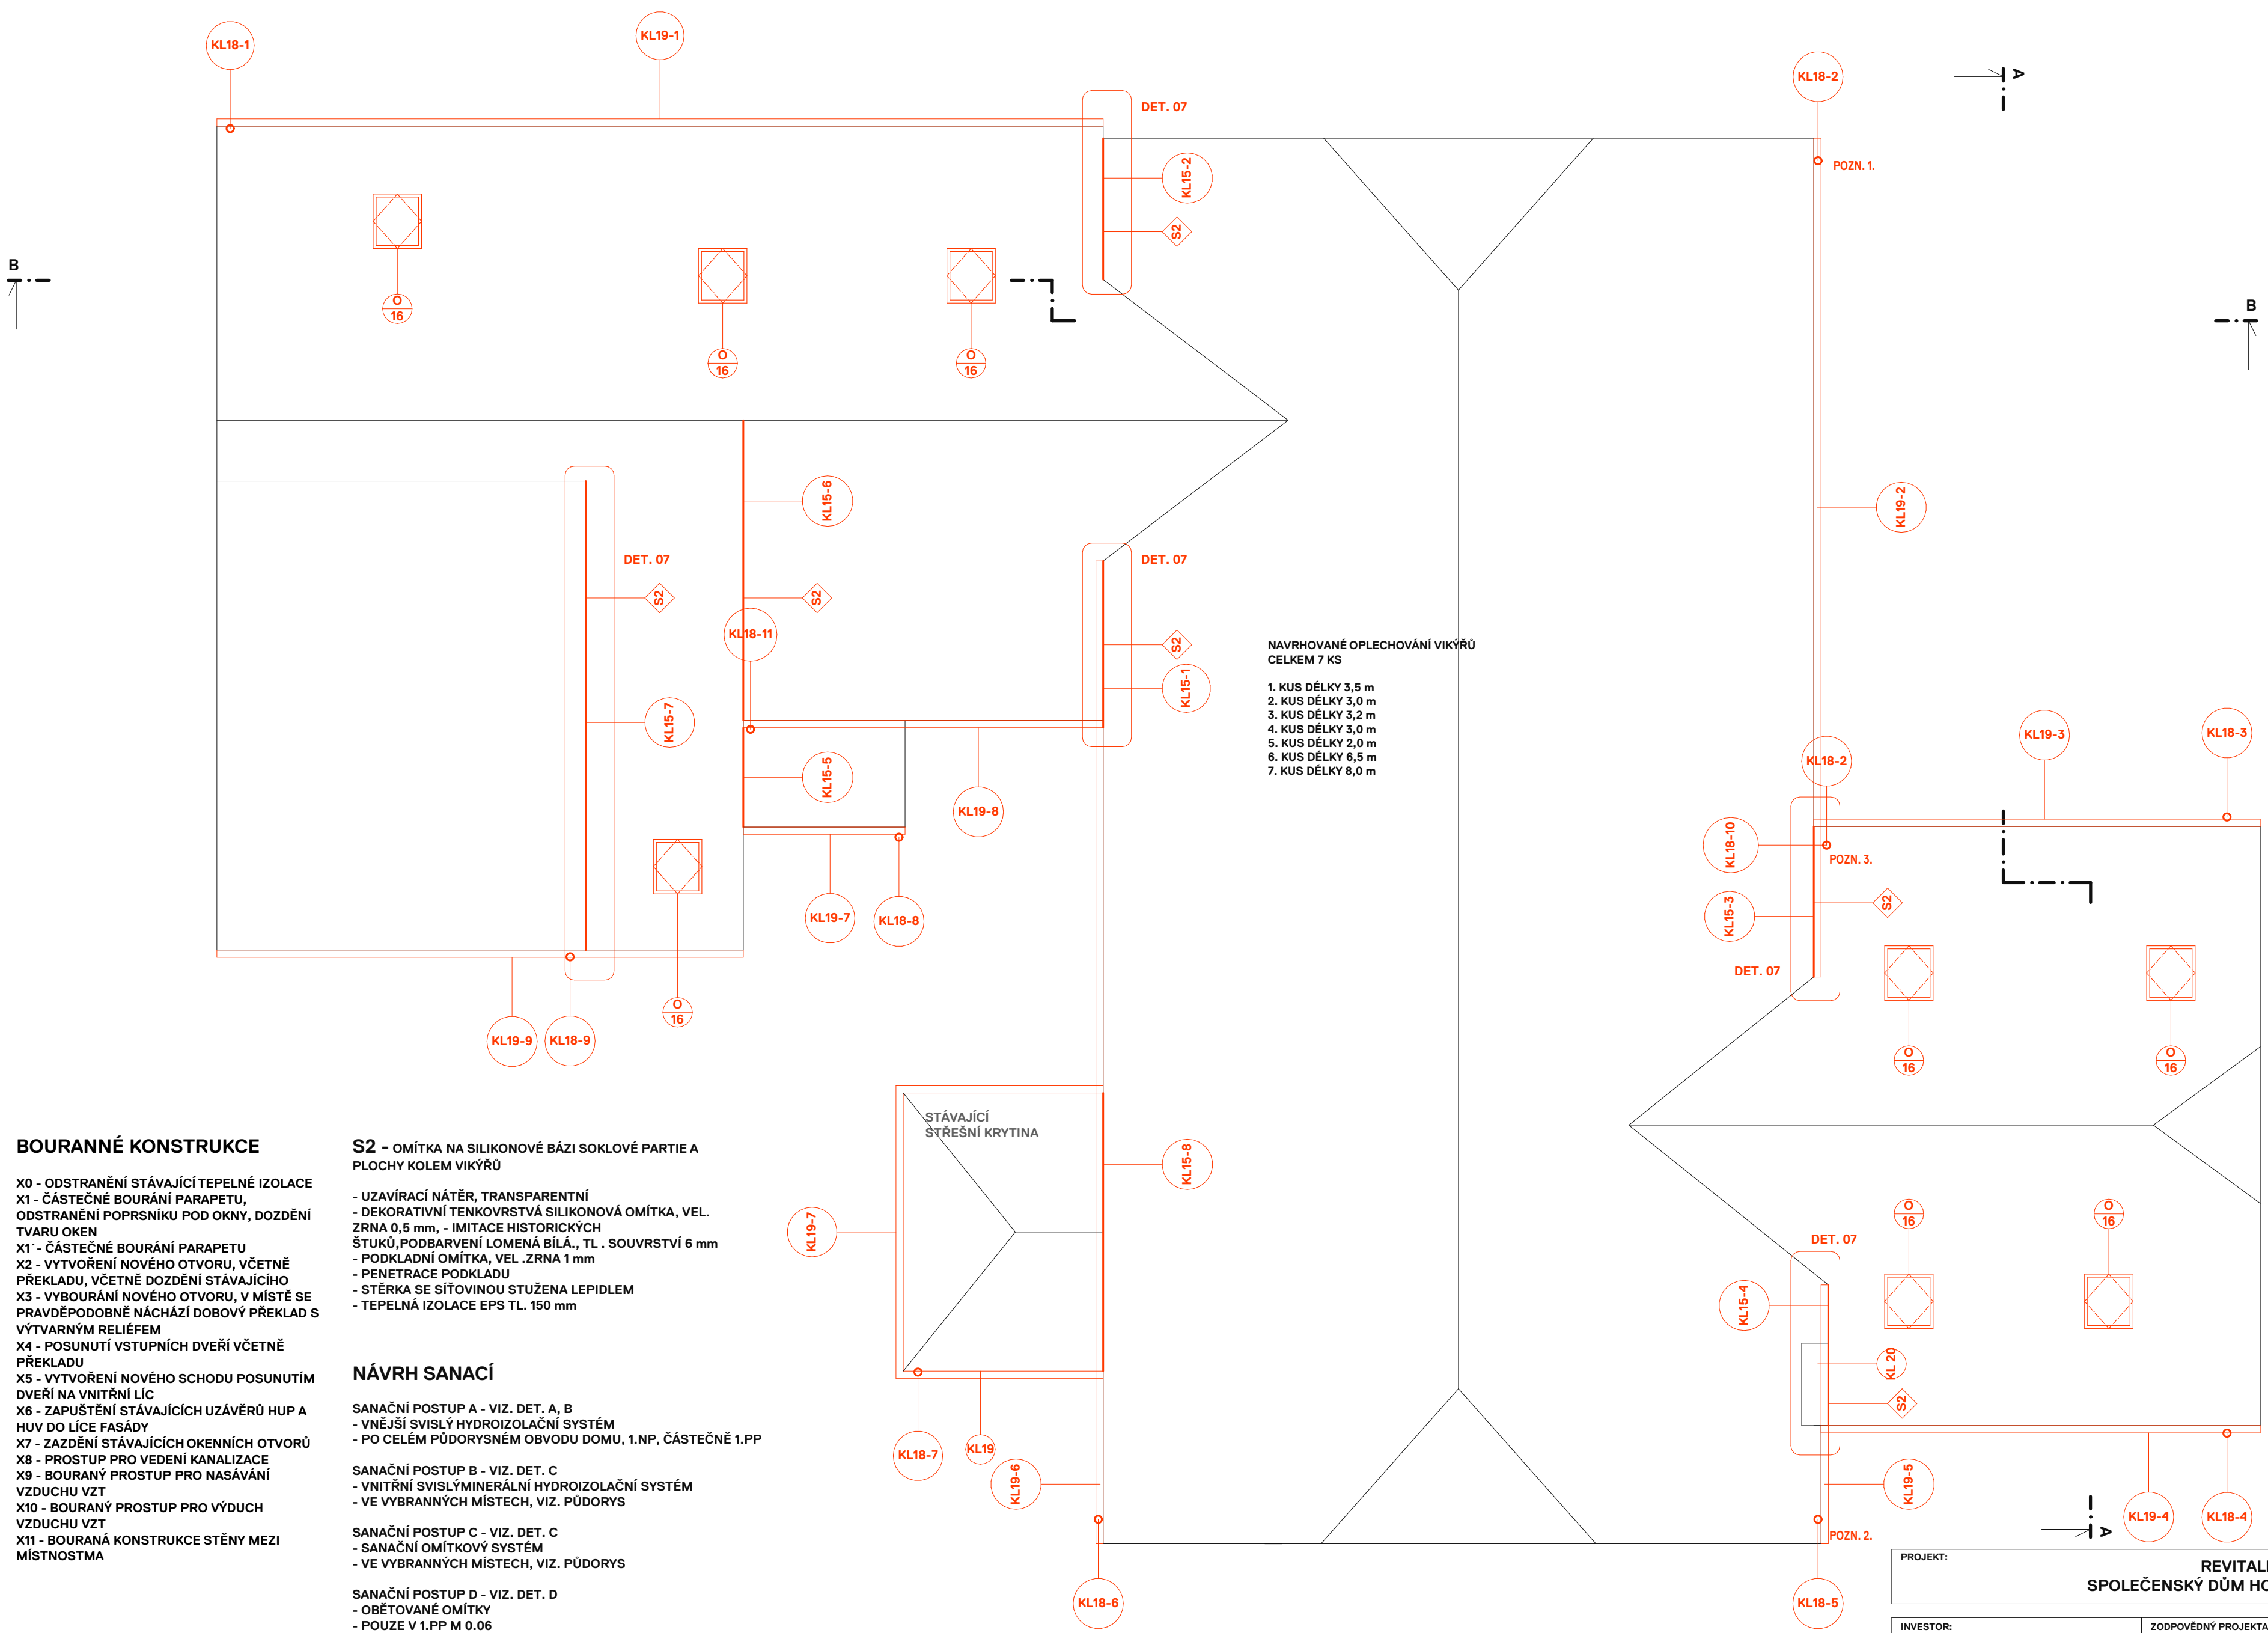 KL18-1
KL19-1
KL18-2
A
DET. 07
KL15-2
POZN. 1.
S2
B
B
O
16
O
16
O
16
KL15-6
KL19-2
DET. 07
DET. 07
S2
S2
KL18-11
S2
KL15-1
NAVRHOVANÉ OPLECHOVÁNÍ VIKÝŘŮ
CELKEM 7 KS
1. KUS DÉLKY 3,5 m
2. KUS DÉLKY 3,0 m
3. KUS DÉLKY 3,2 m
4. KUS DÉLKY 3,0 m
5. KUS DÉLKY 2,0 m
6. KUS DÉLKY 6,5 m
7. KUS DÉLKY 8,0 m
KL15-7
KL15-5
KL19-8
KL18-2
KL19-3
KL18-3
KL18-10
POZN. 3.
KL15-3
S2
KL19-7
KL18-8
DET. 07
O
16
KL19-9
KL18-9
O
16
O
16
STÁVAJÍCÍ
STŘEŠNÍ KRYTINA
KL15-8
KL19-7
O
16
O
16
DET. 07
KL15-4
KL 20
S2
KL18-7
KL19
KL19-6
KL19-5
KL19-4
KL18-4
POZN. 2.
A
KL18-6
KL18-5
BOURANNÉ KONSTRUKCE
X0 - ODSTRANĚNÍ STÁVAJÍCÍ TEPELNÉ IZOLACE
X1 - ČÁSTEČNÉ BOURÁNÍ PARAPETU,
ODSTRANĚNÍ POPRSNÍKU POD OKNY, DOZDĚNÍ
TVARU OKEN
X1´- ČÁSTEČNÉ BOURÁNÍ PARAPETU
X2 - VYTVOŘENÍ NOVÉHO OTVORU, VČETNĚ
PŘEKLADU, VČETNĚ DOZDĚNÍ STÁVAJÍCÍHO
X3 - VYBOURÁNÍ NOVÉHO OTVORU, V MÍSTĚ SE
PRAVDĚPODOBNĚ NÁCHÁZÍ DOBOVÝ PŘEKLAD S
VÝTVARNÝM RELIÉFEM
X4 - POSUNUTÍ VSTUPNÍCH DVEŘÍ VČETNĚ
PŘEKLADU
X5 - VYTVOŘENÍ NOVÉHO SCHODU POSUNUTÍM
DVEŘÍ NA VNITŘNÍ LÍC
X6 - ZAPUŠTĚNÍ STÁVAJÍCÍCH UZÁVĚRŮ HUP A
HUV DO LÍCE FASÁDY
X7 - ZAZDĚNÍ STÁVAJÍCÍCH OKENNÍCH OTVORŮ
X8 - PROSTUP PRO VEDENÍ KANALIZACE
X9 - BOURANÝ PROSTUP PRO NASÁVÁNÍ
VZDUCHU VZT
X10 - BOURANÝ PROSTUP PRO VÝDUCH
VZDUCHU VZT
X11 - BOURANÁ KONSTRUKCE STĚNY MEZI
MÍSTNOSTMA
S2 - OMÍTKA NA SILIKONOVÉ BÁZI SOKLOVÉ PARTIE A
PLOCHY KOLEM VIKÝŘŮ
- UZAVÍRACÍ NÁTĚR, TRANSPARENTNÍ
- DEKORATIVNÍ TENKOVRSTVÁ SILIKONOVÁ OMÍTKA, VEL.
ZRNA 0,5 mm, - IMITACE HISTORICKÝCH
ŠTUKŮ,PODBARVENÍ LOMENÁ BÍLÁ., TL . SOUVRSTVÍ 6 mm
- PODKLADNÍ OMÍTKA, VEL .ZRNA 1 mm
- PENETRACE PODKLADU
- STĚRKA SE SÍŤOVINOU STUŽENA LEPIDLEM
- TEPELNÁ IZOLACE EPS TL. 150 mm
NÁVRH SANACÍ
SANAČNÍ POSTUP A - VIZ. DET. A, B
- VNĚJŠÍ SVISLÝ HYDROIZOLAČNÍ SYSTÉM
- PO CELÉM PŮDORYSNÉM OBVODU DOMU, 1.NP, ČÁSTEČNĚ 1.PP
SANAČNÍ POSTUP B - VIZ. DET. C
- VNITŘNÍ SVISLÝMINERÁLNÍ HYDROIZOLAČNÍ SYSTÉM
- VE VYBRANNÝCH MÍSTECH, VIZ. PŮDORYS
SANAČNÍ POSTUP C - VIZ. DET. C
- SANAČNÍ OMÍTKOVÝ SYSTÉM
- VE VYBRANNÝCH MÍSTECH, VIZ. PŮDORYS
SANAČNÍ POSTUP D - VIZ. DET. D
- OBĚTOVANÉ OMÍTKY
- POUZE V 1.PP M 0.06
PROJEKT:
REVITALI
SPOLEČENSKÝ DŮM HO
INVESTOR:
ZODPOVĚDNÝ PROJEKTA